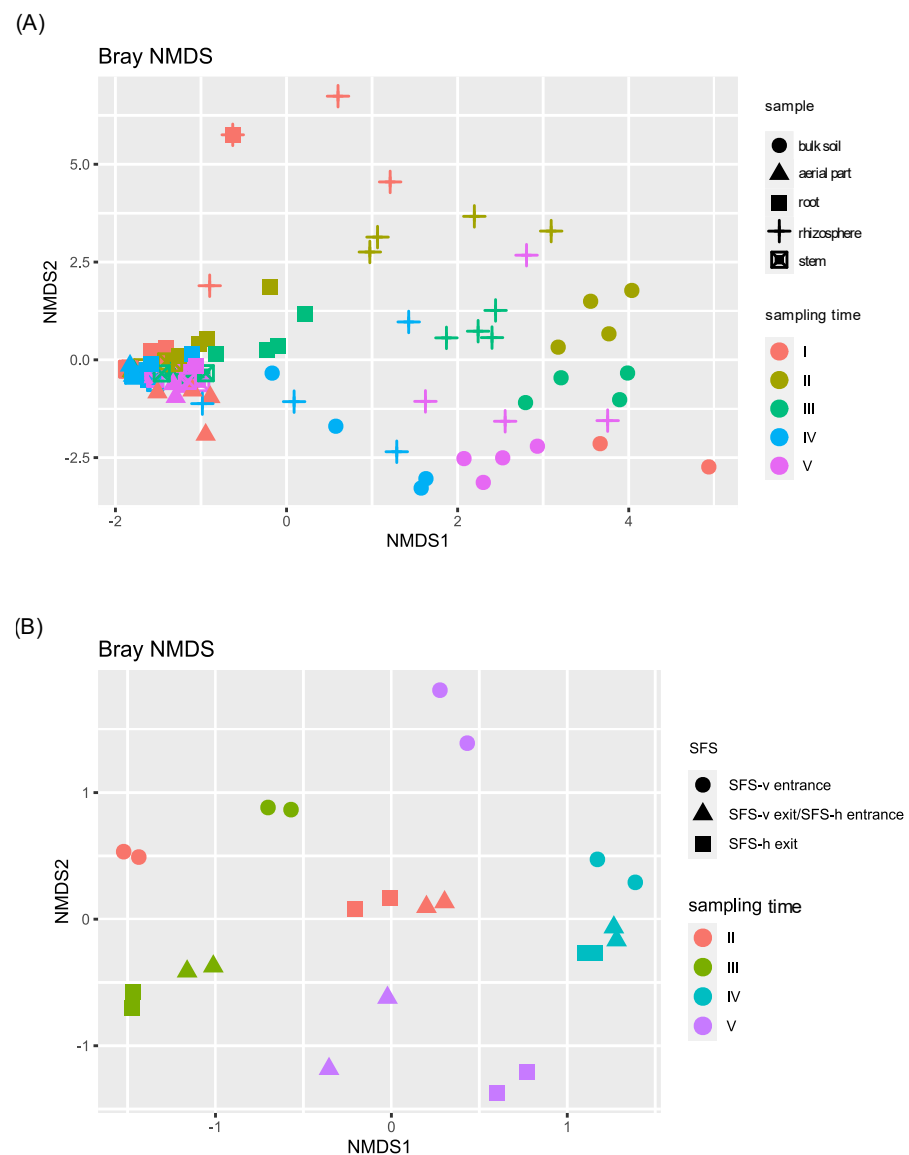 (A)
Bray NMDS
5.0
2.5
0.0
-2.5
NMDS2
-2
0
2
4
NMDS1
sample
bulk soil
aerial part
root
rhizosphere
stem
sampling time
I
II
III
IV
V
(B)
Bray NMDS
1
0
-1
NMDS2
-1
0
1
NMDS1
SFS
SFS-v entrance
SFS-v exit/SFS-h entrance
SFS-h exit
sampling time
II
III
IV
V